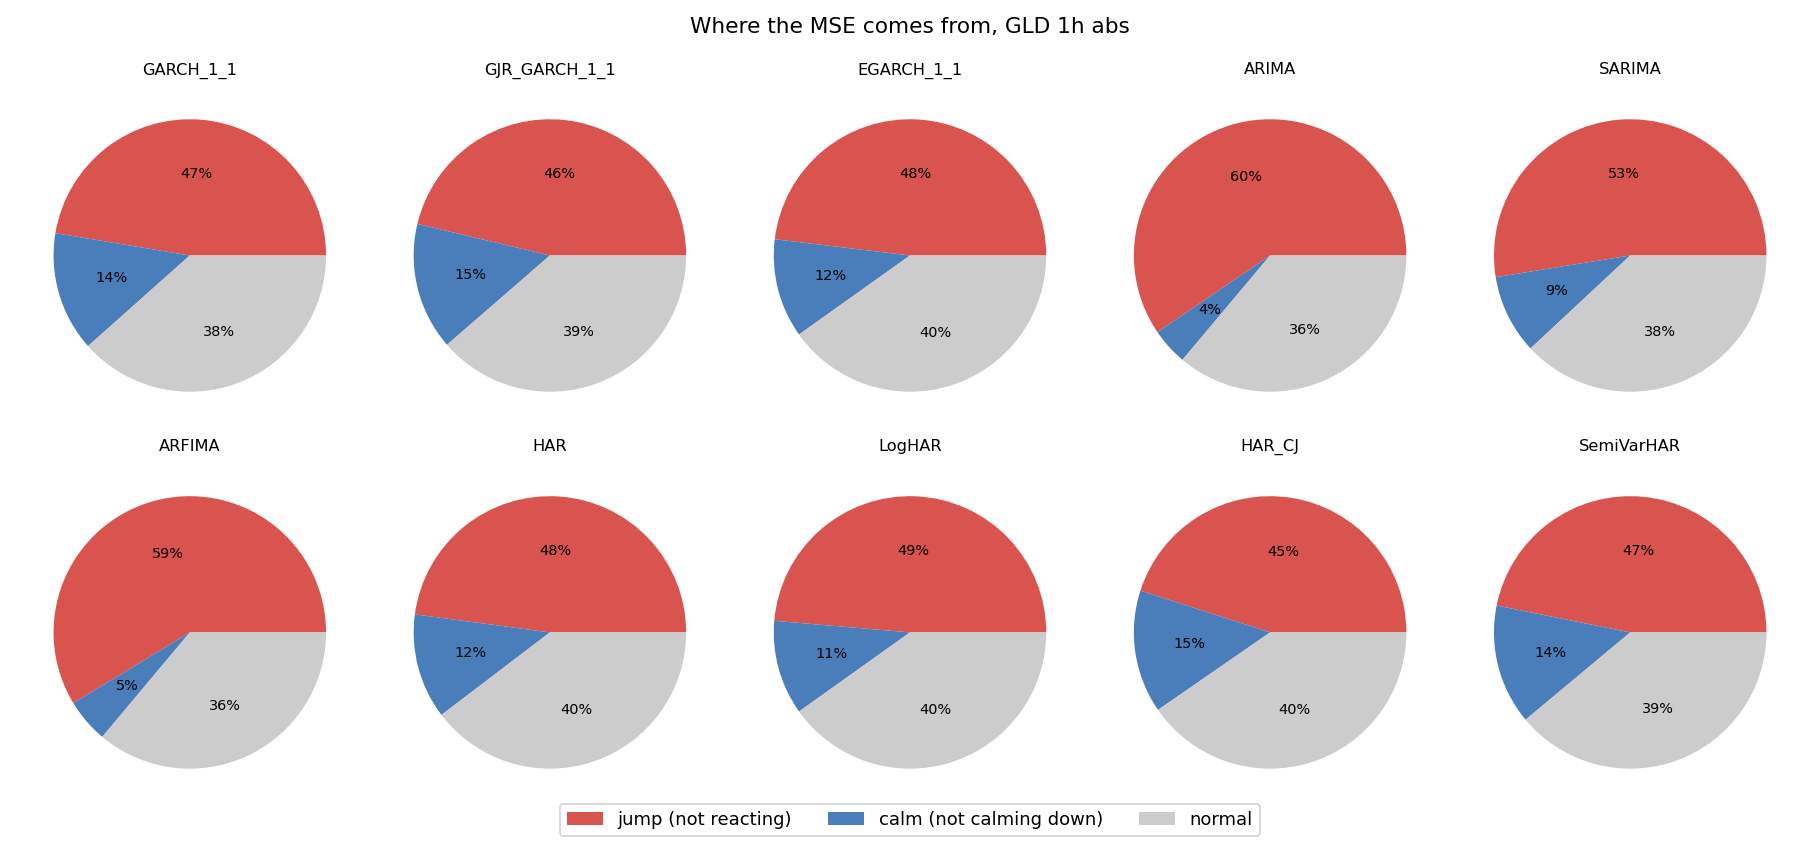 Where the MSE comes from, GLD 1h abs
GARCH_1_1
47%
14%
38%
GJR_GARCH_1_1
46%
15%
39%
EGARCH_1_1
48%
12%
40%
ARIMA
60%
4%
36%
SARIMA
53%
9%
38%
ARFIMA
59%
5%
36%
HAR
48%
12%
40%
LogHAR
49%
11%
40%
HAR_CJ
45%
15%
40%
SemiVarHAR
47%
14%
39%
jump (not reacting)
calm (not calming down)
normal